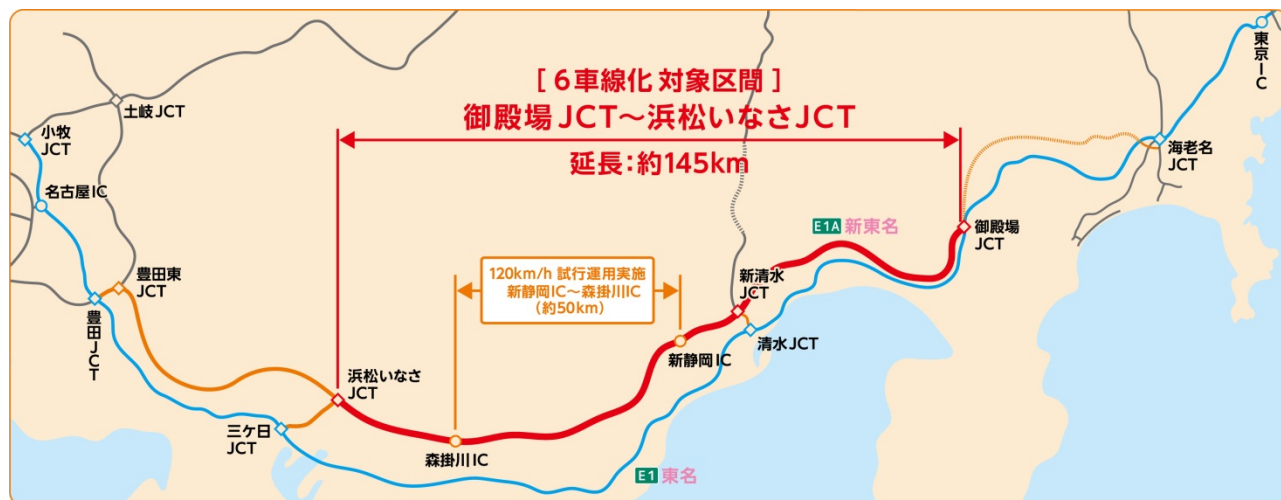 [ 6車線化 対象区間 ]
御殿場 JCT～浜松いなさJCT
延長：約145km
東京IC
土岐JCT
小牧
JCT
海老名
JCT
名古屋IC
E1A 新東名
御殿場
JCT
120km/h 試行運用実施
新静岡IC～森掛川IC
（約50km）
豊田東
JCT
新清水
JCT
豊田JCT
清水JCT
新静岡IC
浜松いなさ
JCT
三ケ日
JCT
森掛川IC
E1 東名